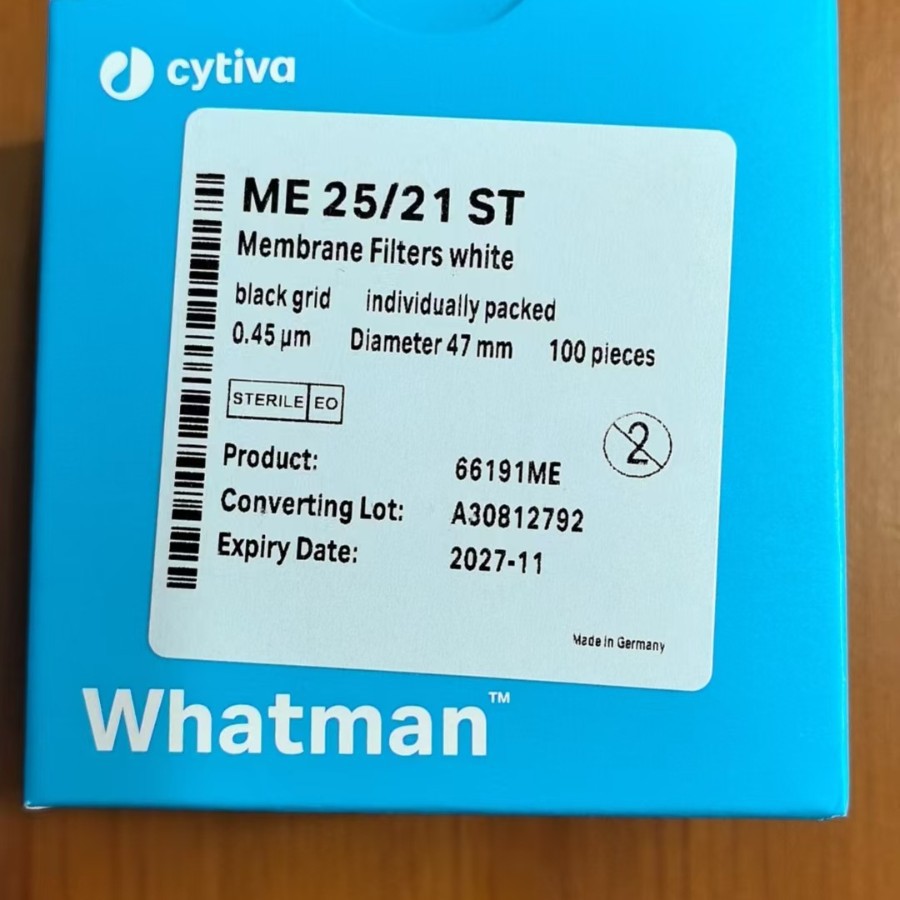 cytiva
ME 25/21 ST
Membrane Filters white
black grid individually packed
0.45 µm Diameter 47 mm 100 pieces
STERILE EO
2
Product: 66191ME
Converting Lot: A30812792
Expiry Date: 2027-11
Made in Germany
Whatman™